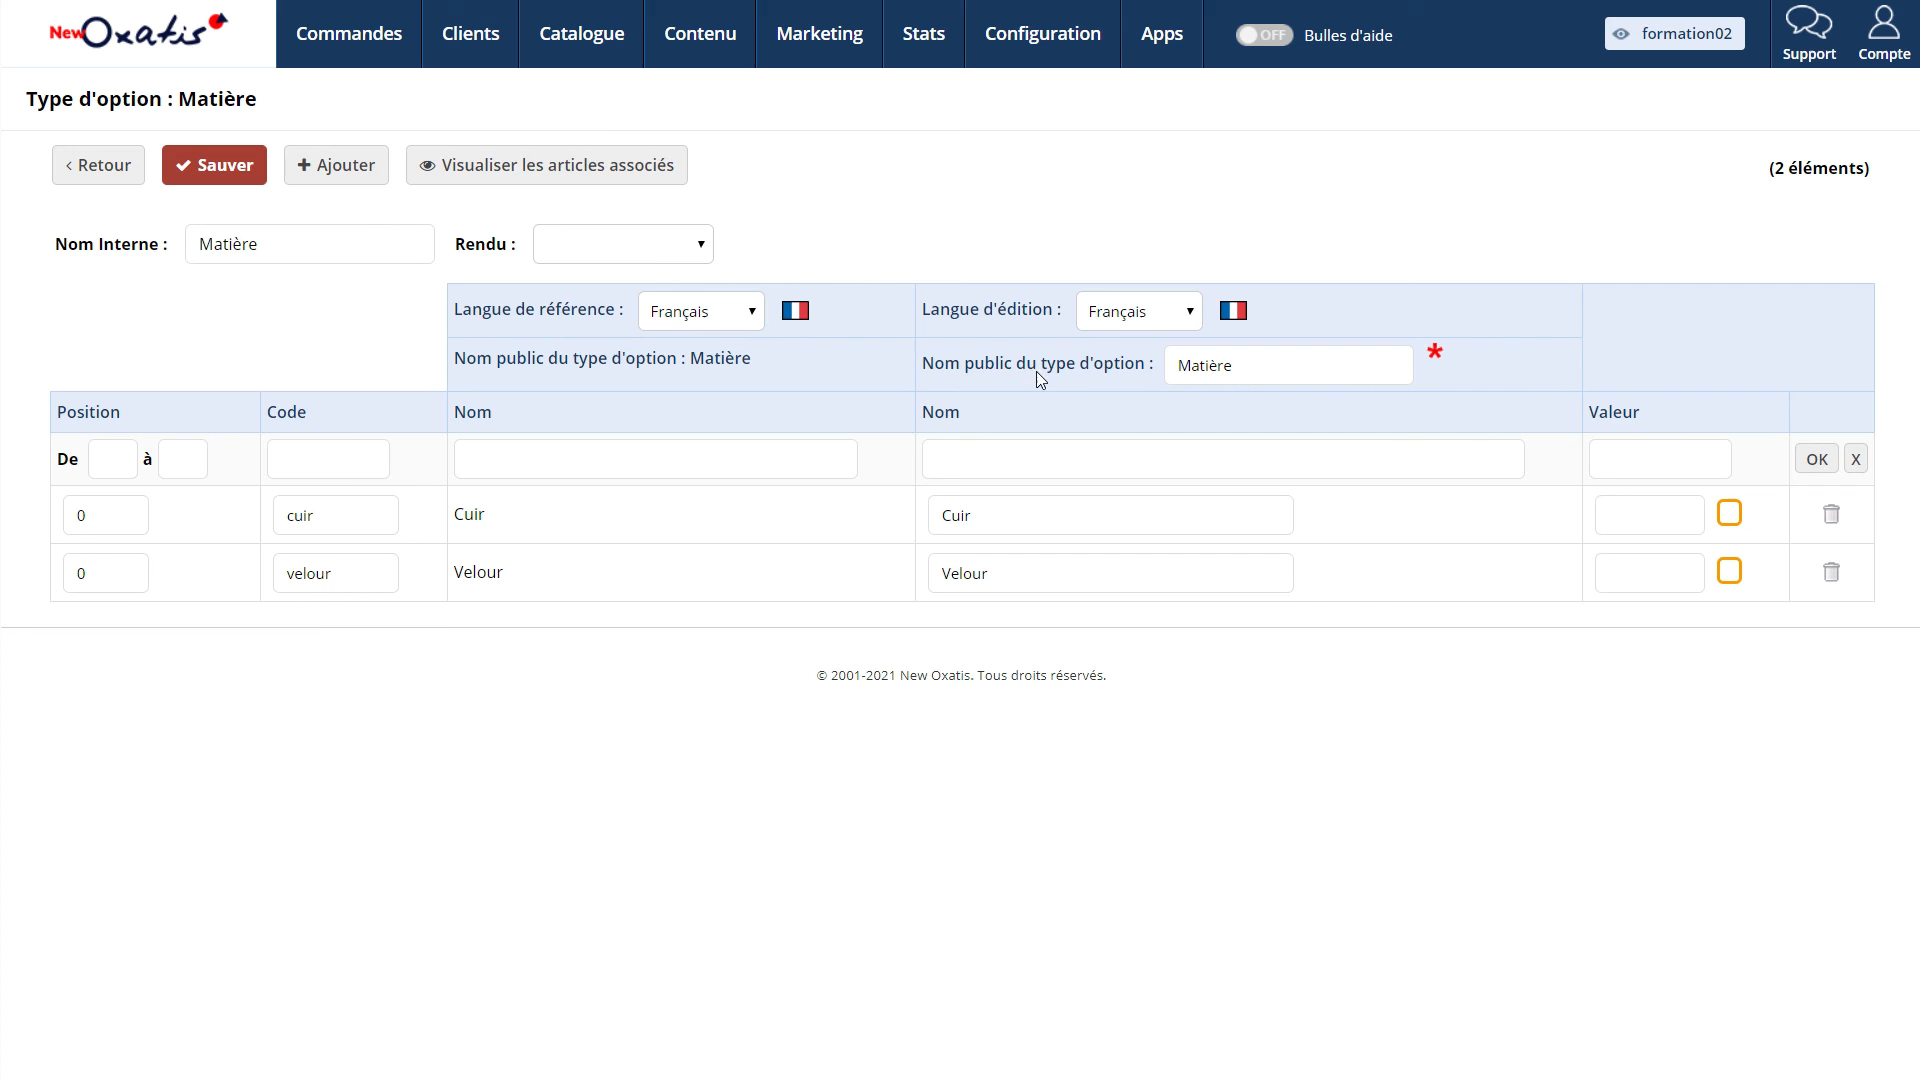 New Oxatis
Commandes Clients Catalogue Contenu Marketing Stats Configuration Apps OFF Bulles d'aide formation02 Support Compte
Type d'option : Matière
‹ Retour Sauver Ajouter Visualiser les articles associés (2 éléments)
Nom Interne : Matière Rendu :
Langue de référence : Français Langue d'édition : Français
Nom public du type d'option : Matière Nom public du type d'option : Matière *
Position Code Nom Nom Valeur
De à OK X
0 cuir Cuir Cuir
0 velour Velour Velour
© 2001-2021 New Oxatis. Tous droits réservés.